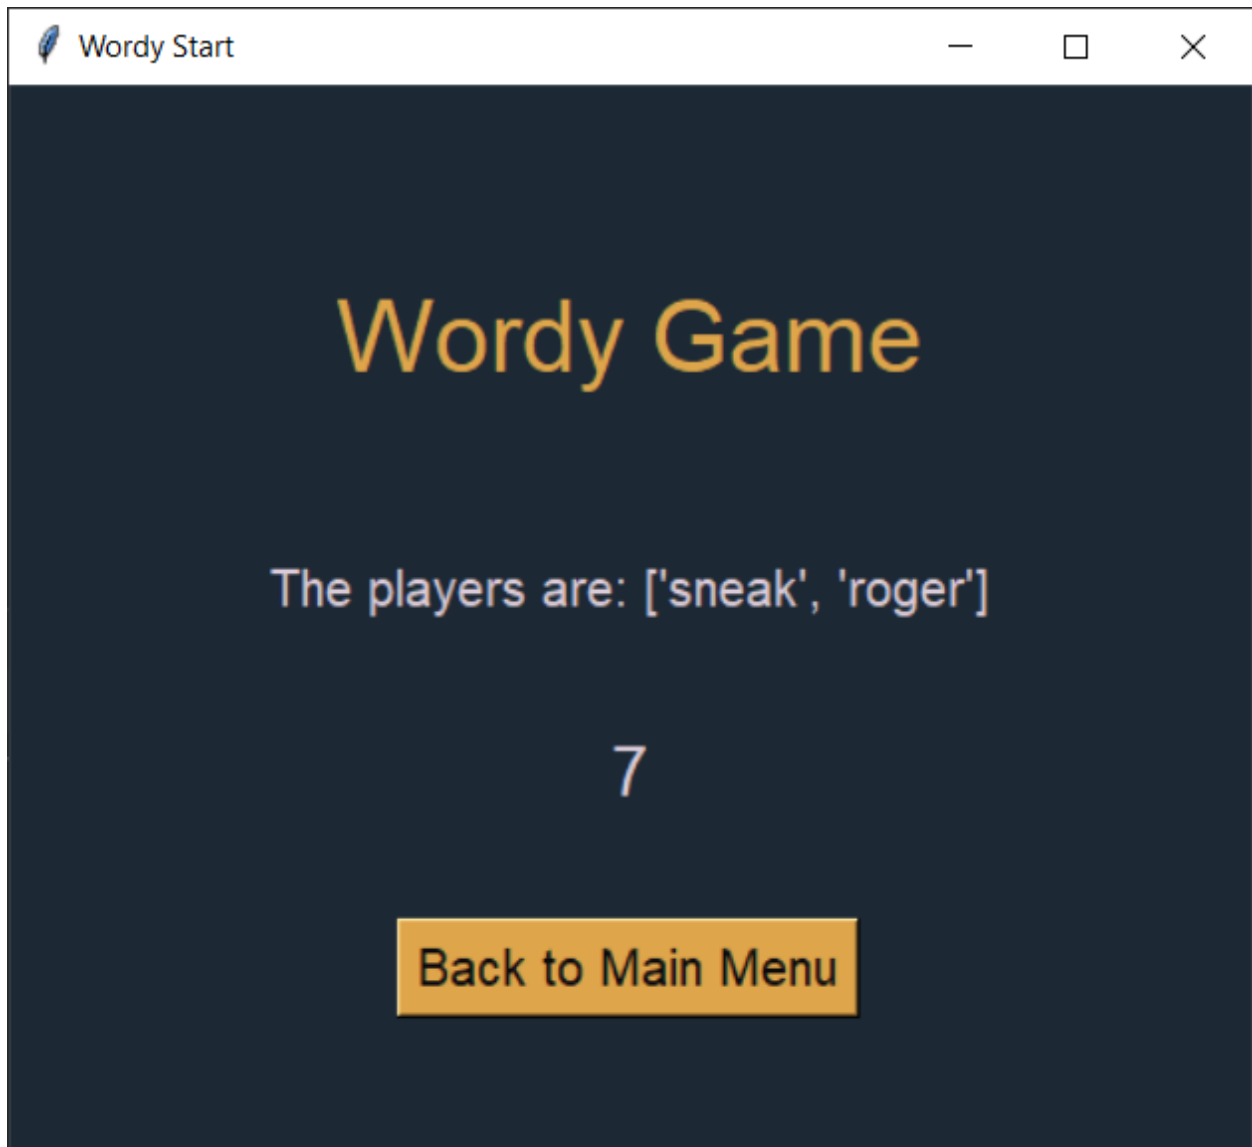 Wordy Start
Wordy Game
The players are: ['sneak', 'roger']
7
Back to Main Menu